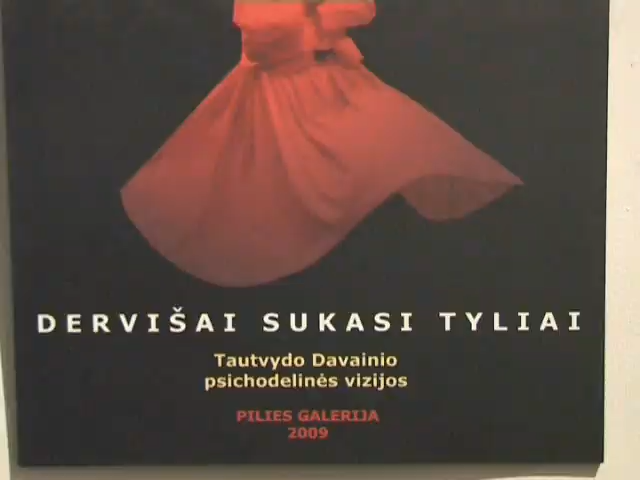 DERVIŠAI SUKASI TYLIAI
Tautvydo Davainio
psichodelinės vizijos
PILIES GALERIJA
2009